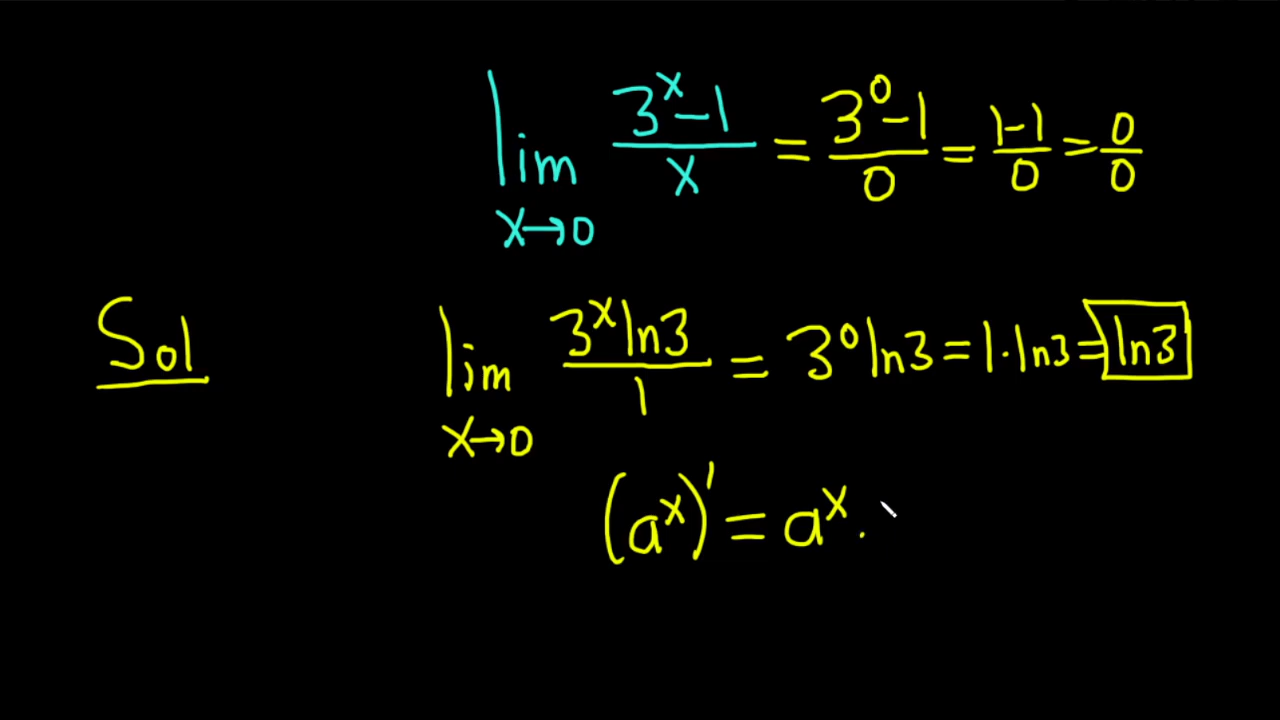 lim x→0 (3^x - 1)/x = (3^0 - 1)/0 = (1-1)/0 = 0/0
Sol lim x→0 (3^x ln3)/1 = 3^0 ln3 = 1·ln3 = ln3
(a^x)' = a^x ·